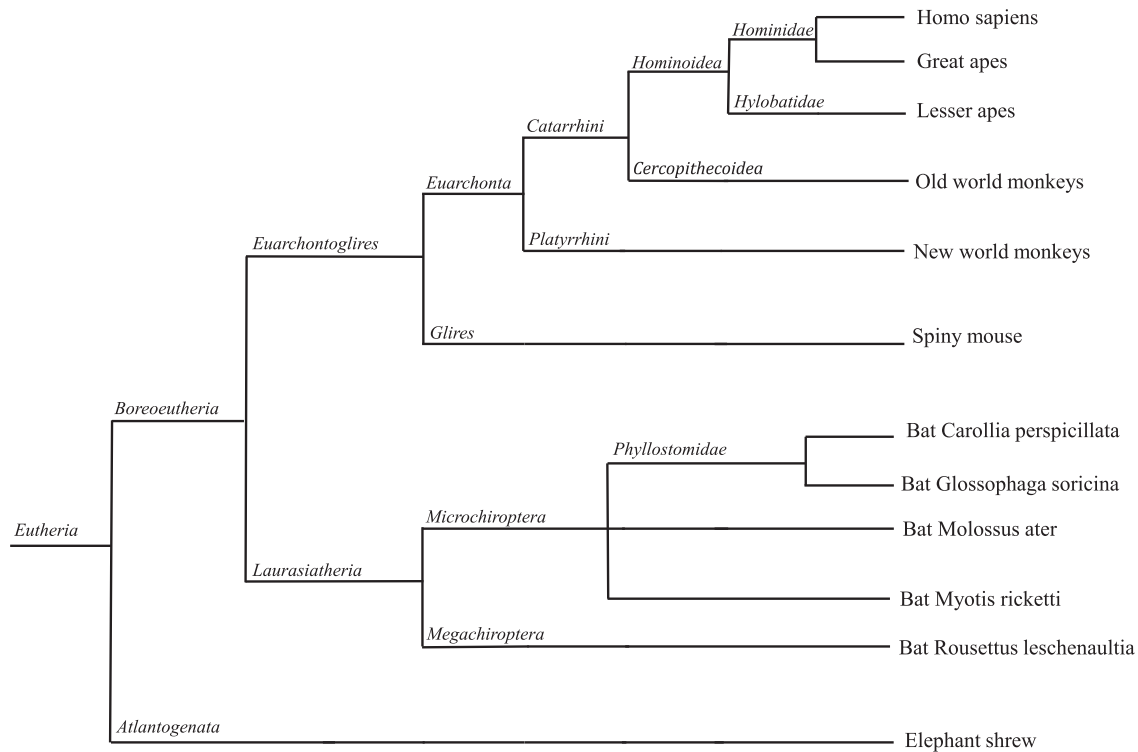 Homo sapiens
Hominidae
Great apes
Hominoidea
Hylobatidae
Lesser apes
Catarrhini
Cercopithecoidea
Old world monkeys
Euarchonta
Platyrrhini
New world monkeys
Euarchontoglires
Glires
Spiny mouse
Boreoeutheria
Bat Carollia perspicillata
Phyllostomidae
Bat Glossophaga soricina
Microchiroptera
Bat Molossus ater
Eutheria
Laurasiatheria
Bat Myotis ricketti
Megachiroptera
Bat Rousettus leschenaultia
Atlantogenata
Elephant shrew